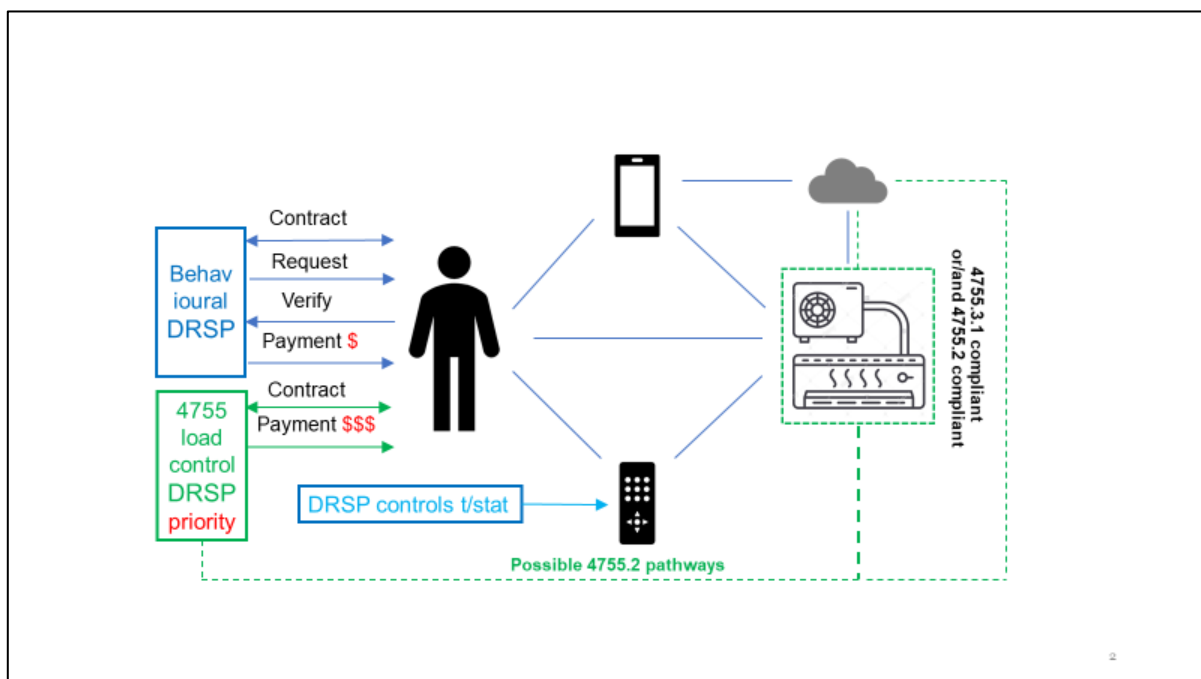 Contract
Request
Verify
Payment $
Behav
ioural
DRSP
Contract
Payment $$$
4755
load
control
DRSP
priority
DRSP controls t/stat
Possible 4755.2 pathways
4755.3.1 compliant
or/and 4755.2 compliant
2